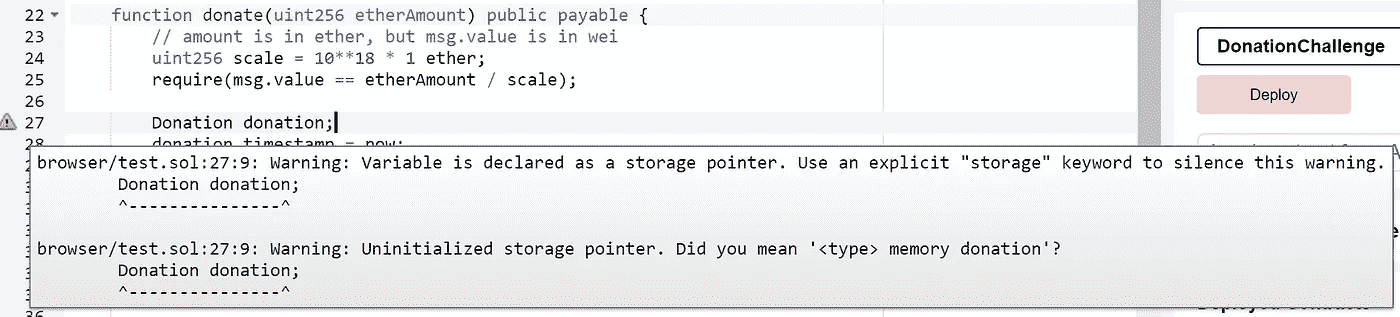 22 function donate(uint256 etherAmount) public payable {
23 // amount is in ether, but msg.value is in wei
24 uint256 scale = 10**18 * 1 ether;
25 require(msg.value == etherAmount / scale);
26
27 Donation donation;
28 donation.timestamp = now;
browser/test.sol:27:9: Warning: Variable is declared as a storage pointer. Use an explicit "storage" keyword to silence this warning.
Donation donation;
^---------------^
browser/test.sol:27:9: Warning: Uninitialized storage pointer. Did you mean '<type> memory donation'?
Donation donation;
^---------------^
36
DonationChallenge
Deploy